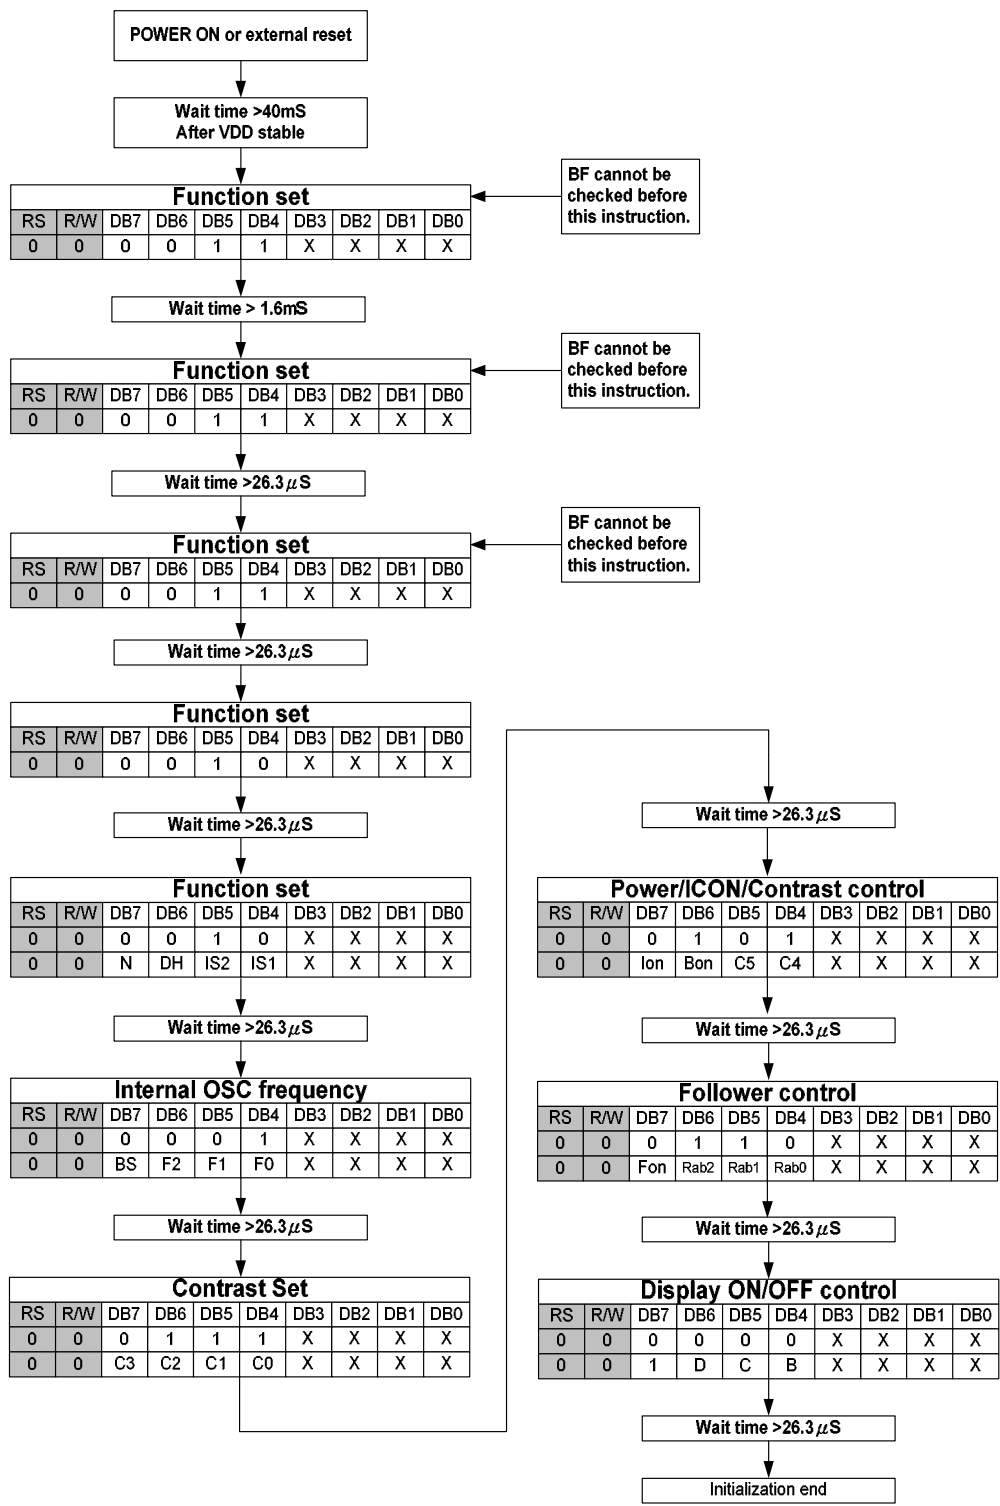 POWER ON or external reset
Wait time >40mS
After VDD stable
BF cannot be
checked before
this instruction.
Function set
RS R/W DB7 DB6 DB5 DB4 DB3 DB2 DB1 DB0
0 0 0 0 1 1 X X X X
Wait time > 1.6mS
BF cannot be
checked before
this instruction.
Function set
RS R/W DB7 DB6 DB5 DB4 DB3 DB2 DB1 DB0
0 0 0 0 1 1 X X X X
Wait time >26.3μS
BF cannot be
checked before
this instruction.
Function set
RS R/W DB7 DB6 DB5 DB4 DB3 DB2 DB1 DB0
0 0 0 0 1 1 X X X X
Wait time >26.3μS
Function set
RS R/W DB7 DB6 DB5 DB4 DB3 DB2 DB1 DB0
0 0 0 0 1 0 X X X X
Wait time >26.3μS
Function set
RS R/W DB7 DB6 DB5 DB4 DB3 DB2 DB1 DB0
0 0 0 0 1 0 X X X X
0 0 N DH IS2 IS1 X X X X
Wait time >26.3μS
Internal OSC frequency
RS R/W DB7 DB6 DB5 DB4 DB3 DB2 DB1 DB0
0 0 0 0 0 1 X X X X
0 0 BS F2 F1 F0 X X X X
Wait time >26.3μS
Contrast Set
RS R/W DB7 DB6 DB5 DB4 DB3 DB2 DB1 DB0
0 0 0 1 1 1 X X X X
0 0 C3 C2 C1 C0 X X X X
Wait time >26.3μS
Power/ICON/Contrast control
RS R/W DB7 DB6 DB5 DB4 DB3 DB2 DB1 DB0
0 0 0 1 0 1 X X X X
0 0 Ion Bon C5 C4 X X X X
Wait time >26.3μS
Follower control
RS R/W DB7 DB6 DB5 DB4 DB3 DB2 DB1 DB0
0 0 0 1 1 0 X X X X
0 0 Fon Rab2 Rab1 Rab0 X X X X
Wait time >26.3μS
Display ON/OFF control
RS R/W DB7 DB6 DB5 DB4 DB3 DB2 DB1 DB0
0 0 0 0 0 0 X X X X
0 0 1 D C B X X X X
Wait time >26.3μS
Initialization end